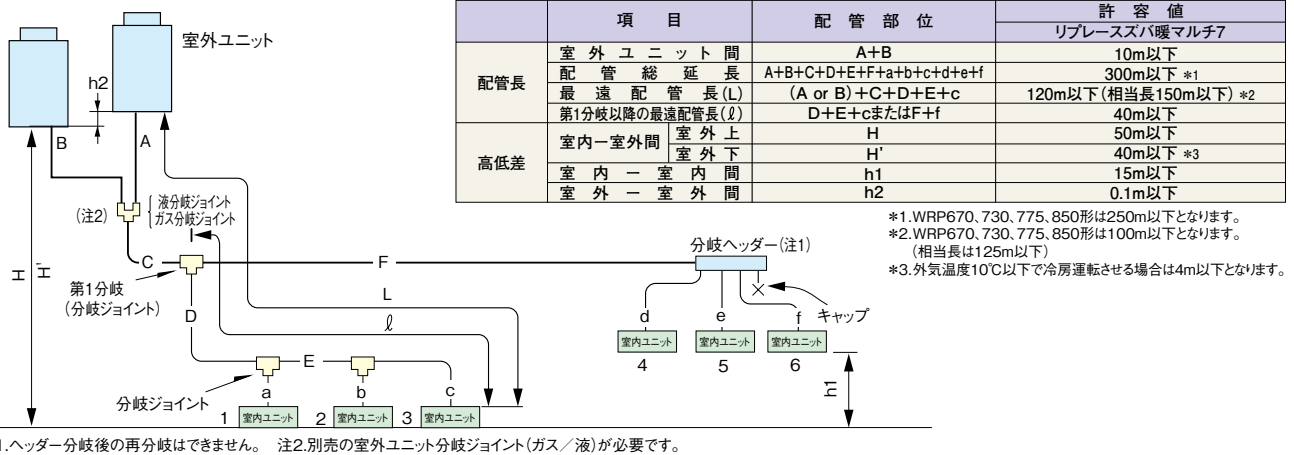 室外ユニット
h2
B
A
(注2)
液分岐ジョイント
ガス分岐ジョイント
H
H'
C
第1分岐
(分岐ジョイント)
F
分岐ヘッダー(注1)
D
L
ℓ
E
d
e
f
キャップ
室内ユニット
室内ユニット
室内ユニット
4
5
6
h1
分岐ジョイント
a
b
c
1 室内ユニット
2 室内ユニット
3 室内ユニット
項目 配管部位 許容値
リプレースズバ暖マルチ7
配管長
室外ユニット間 A+B 10m以下
配管総延長 A+B+C+D+E+F+a+b+c+d+e+f 300m以下 *1
最遠配管長(L) (A or B)+C+D+E+c 120m以下(相当長150m以下) *2
第1分岐以降の最遠配管長(ℓ) D+E+cまたはF+f 40m以下
高低差
室内ー室外間 室外上 H 50m以下
室外下 H' 40m以下 *3
室内ー室内間 h1 15m以下
室外ー室外間 h2 0.1m以下
*1.WRP670、730、775、850形は250m以下となります。
*2.WRP670、730、775、850形は100m以下となります。
(相当長は125m以下)
*3.外気温度10℃以下で冷房運転させる場合は4m以下となります。
1.ヘッダー分岐後の再分岐はできません。 注2.別売の室外ユニット分岐ジョイント(ガス／液)が必要です。